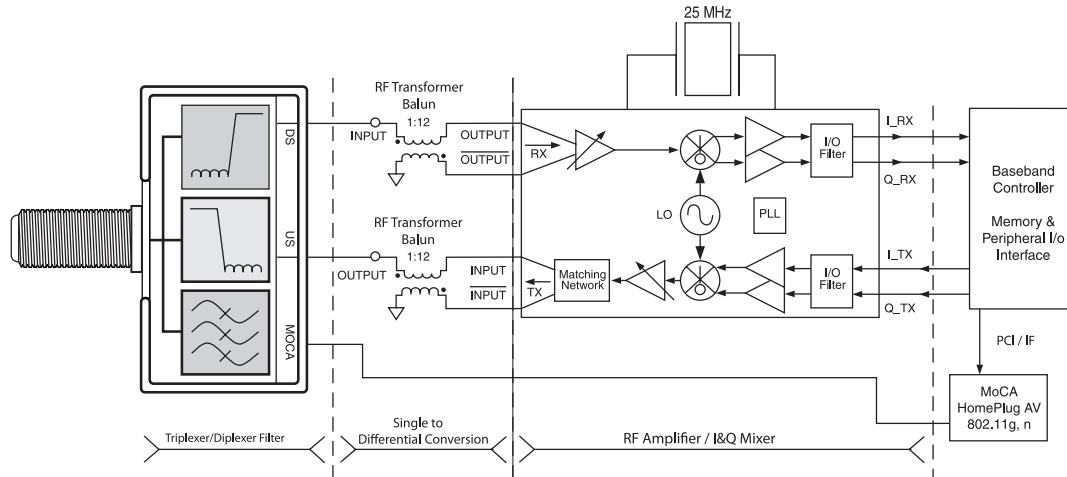 25 MHz
RF Transformer
Balun
1:12
INPUT
OUTPUT
OUTPUT
DS
RX
I/O
Filter
I_RX
Q_RX
Baseband
Controller
Memory &
Peripheral I/o
Interface
LO
PLL
RF Transformer
Balun
1:12
OUTPUT
INPUT
INPUT
US
TX
Matching
Network
I/O
Filter
I_TX
Q_TX
MOCA
PCI / IF
MoCA
HomePlug AV
802.11g, n
Triplexer/Diplexer Filter
Single to
Differential Conversion
RF Amplifier / I&Q Mixer